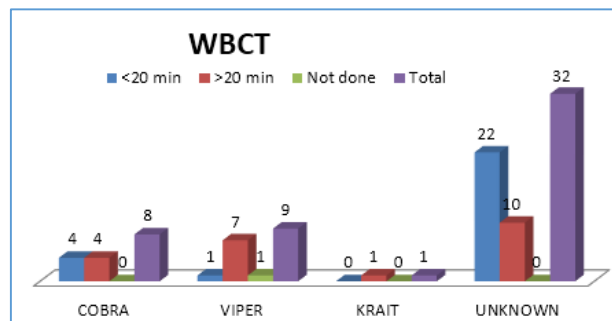 WBCT
<20 min >20 min Not done Total
4 4 0 8
1 7 1 9
0 1 0 1
22 10 0 32
COBRA VIPER KRAIT UNKNOWN